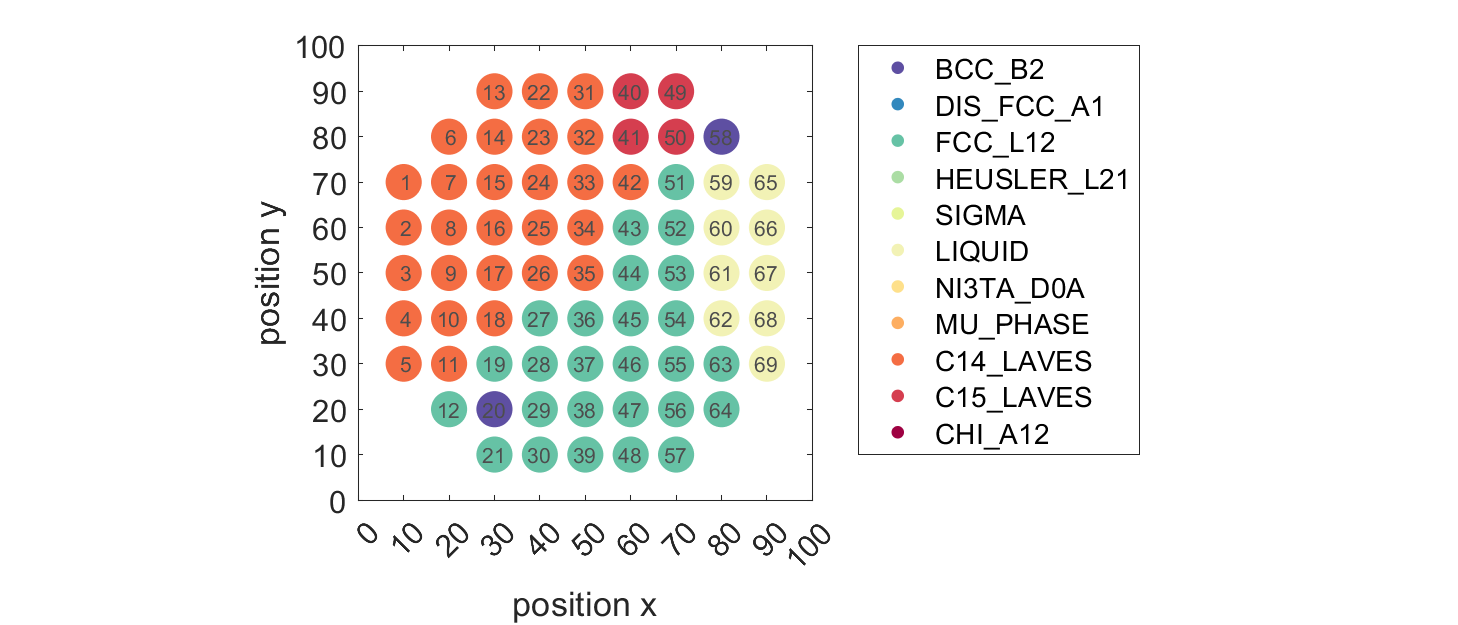 100
90
80
70
60
50
40
30
20
10
0
position y
13 22 31 40 49
6 14 23 32 41 50 58
1 7 15 24 33 42 51 59 65
2 8 16 25 34 43 52 60 66
3 9 17 26 35 44 53 61 67
4 10 18 27 36 45 54 62 68
5 11 19 28 37 46 55 63 69
12 20 29 38 47 56 64
21 30 39 48 57
0 10 20 30 40 50 60 70 80 90 100
position x
BCC_B2
DIS_FCC_A1
FCC_L12
HEUSLER_L21
SIGMA
LIQUID
NI3TA_D0A
MU_PHASE
C14_LAVES
C15_LAVES
CHI_A12